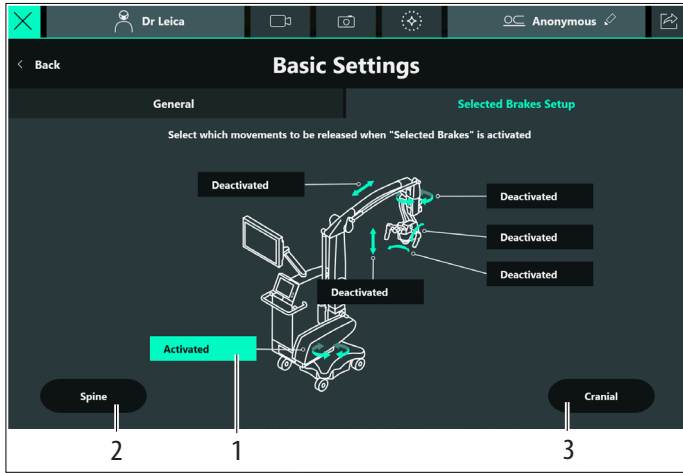 Dr Leica
Anonymous
Back
Basic Settings
General
Selected Brakes Setup
Select which movements to be released when "Selected Brakes" is activated
Deactivated
Deactivated
Deactivated
Deactivated
Deactivated
Activated
Spine
Cranial
2
1
3